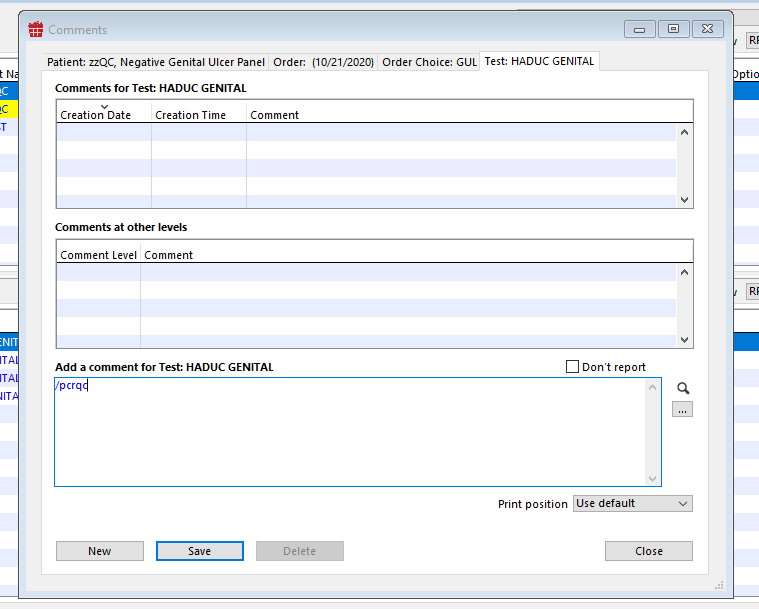 Comments
Patient: zzQC, Negative Genital Ulcer Panel Order: (10/21/2020) Order Choice: GUL Test: HADUC GENITAL
Comments for Test: HADUC GENITAL
Creation Date Creation Time Comment
Comments at other levels
Comment Level Comment
Add a comment for Test: HADUC GENITAL Don't report
/pcrqc
...
Print position Use default
New Save Delete Close